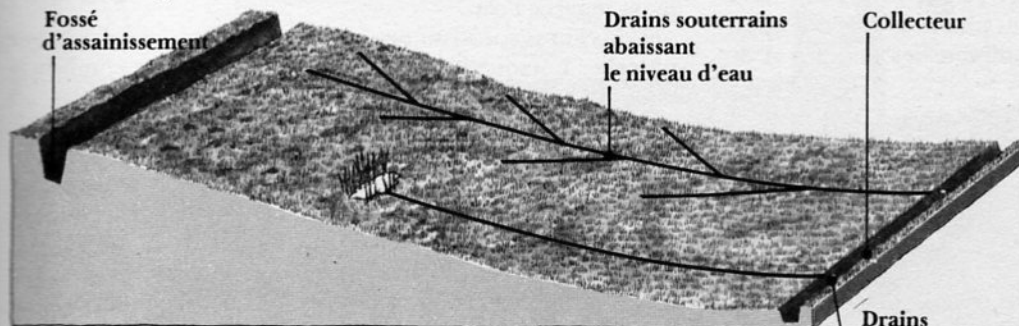 Fossé
d'assainissement
Drains souterrains
abaissant
le niveau d'eau
Collecteur
Drains